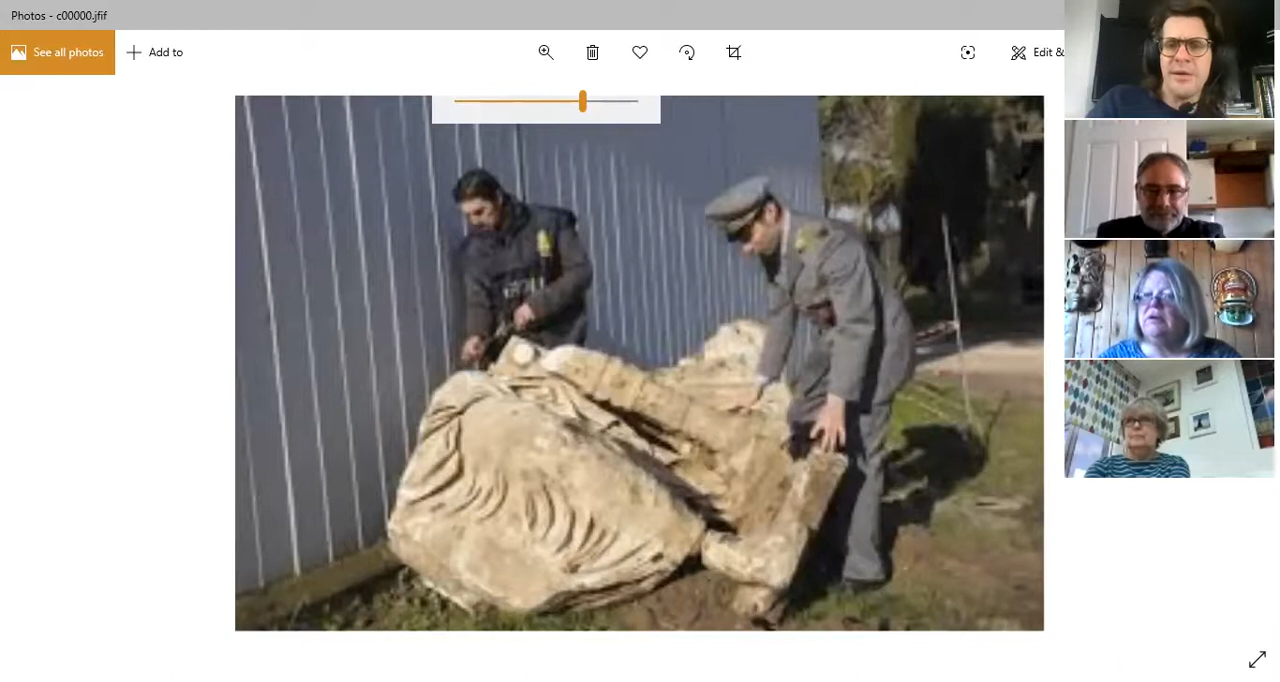 Photos - c00000.jfif
See all photos
Add to
Edit &